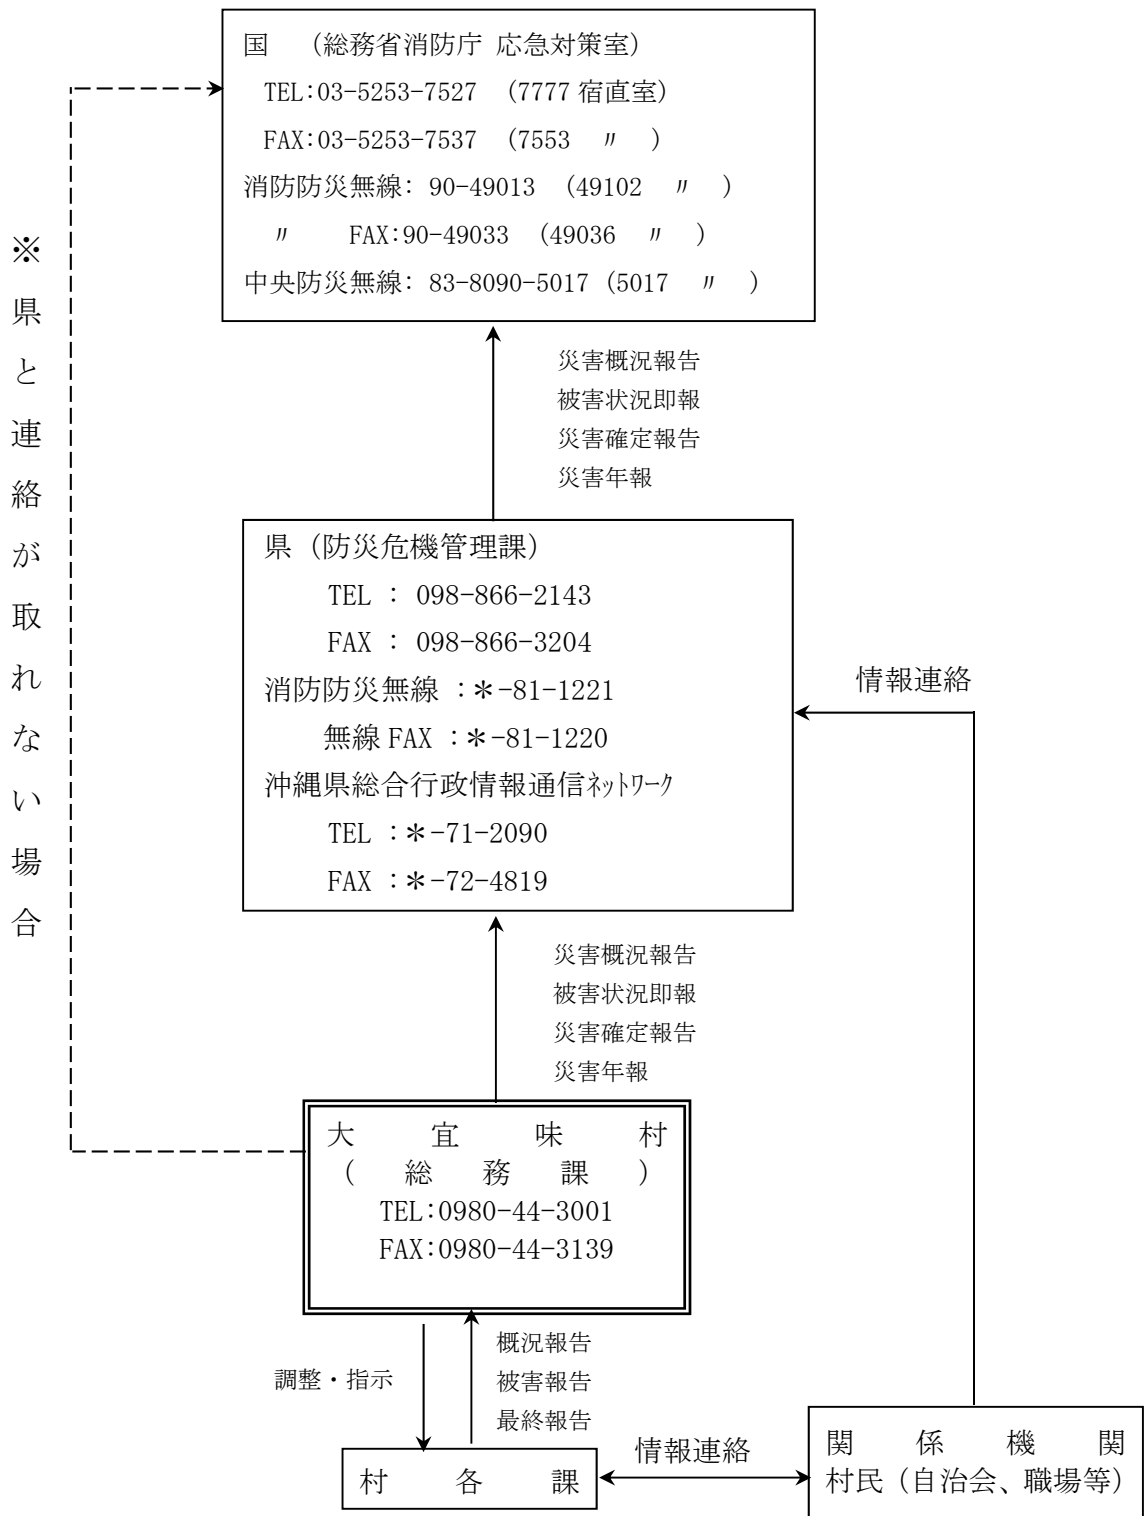 国　（総務省消防庁 応急対策室）
TEL:03-5253-7527　（7777 宿直室）
FAX:03-5253-7537　（7553　〃　）
消防防災無線: 90-49013　（49102　〃　）
〃　　FAX:90-49033　（49036　〃　）
中央防災無線: 83-8090-5017（5017　〃　）
※県と連絡が取れない場合
災害概況報告
被害状況即報
災害確定報告
災害年報
県（防災危機管理課）
TEL : 098-866-2143
FAX : 098-866-3204
消防防災無線 :＊-81-1221
無線 FAX :＊-81-1220
沖縄県総合行政情報通信ﾈｯﾄﾜｰｸ
TEL :＊-71-2090
FAX :＊-72-4819
情報連絡
災害概況報告
被害状況即報
災害確定報告
災害年報
大宜味村
（総務課）
TEL:0980-44-3001
FAX:0980-44-3139
調整・指示
概況報告
被害報告
最終報告
村各課
情報連絡
関係機関
村民（自治会、職場等）